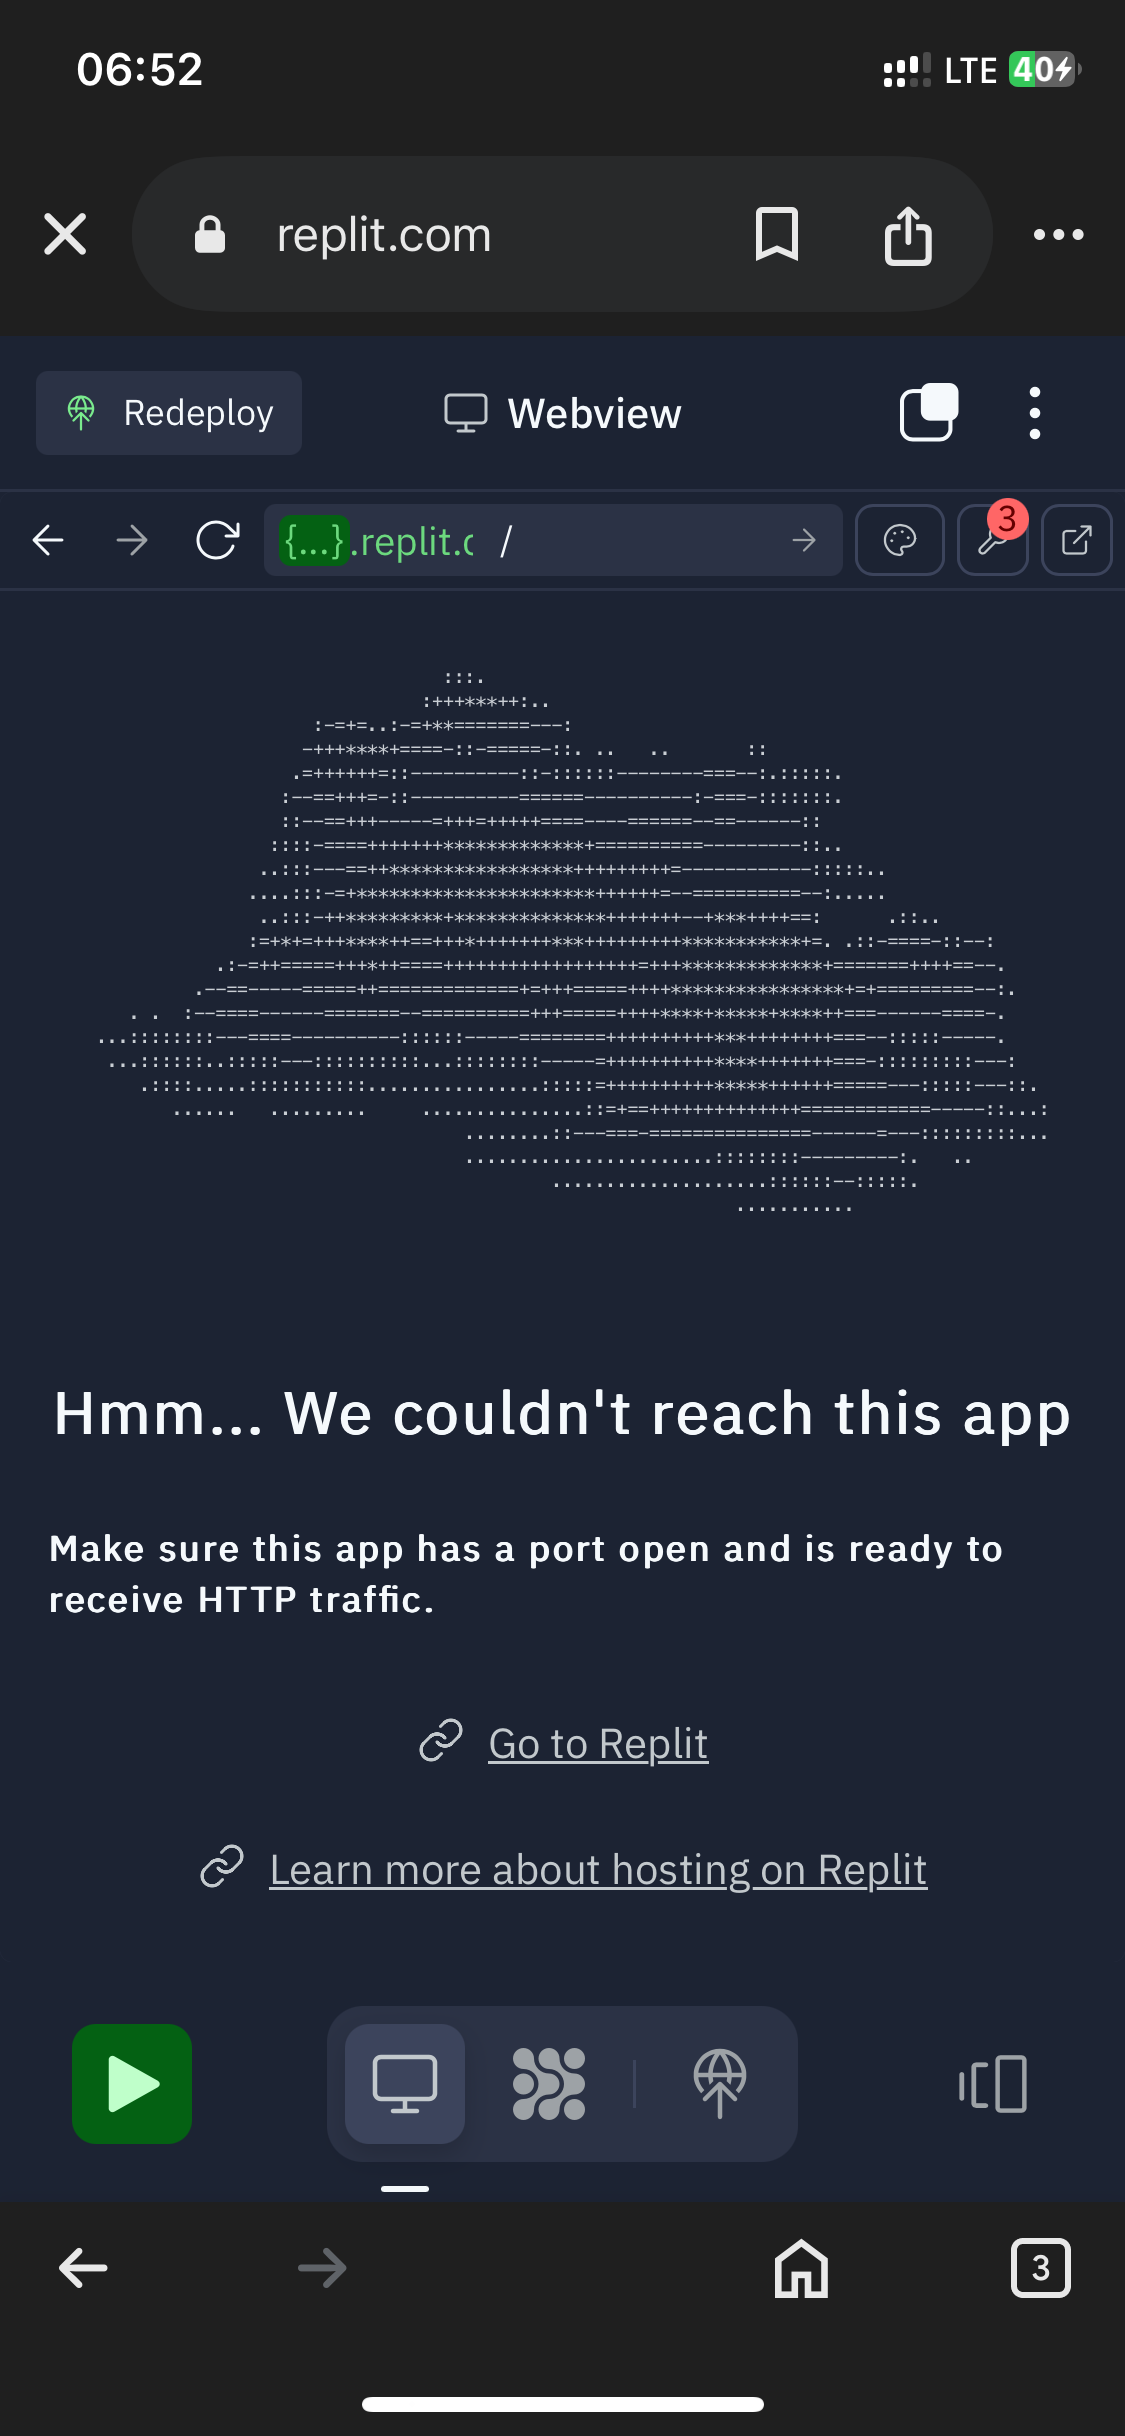 06:52
LTE 40
replit.com
Redeploy
Webview
{...}.replit.c /
3
Hmm... We couldn't reach this app
Make sure this app has a port open and is ready to
receive HTTP traffic.
Go to Replit
Learn more about hosting on Replit
3